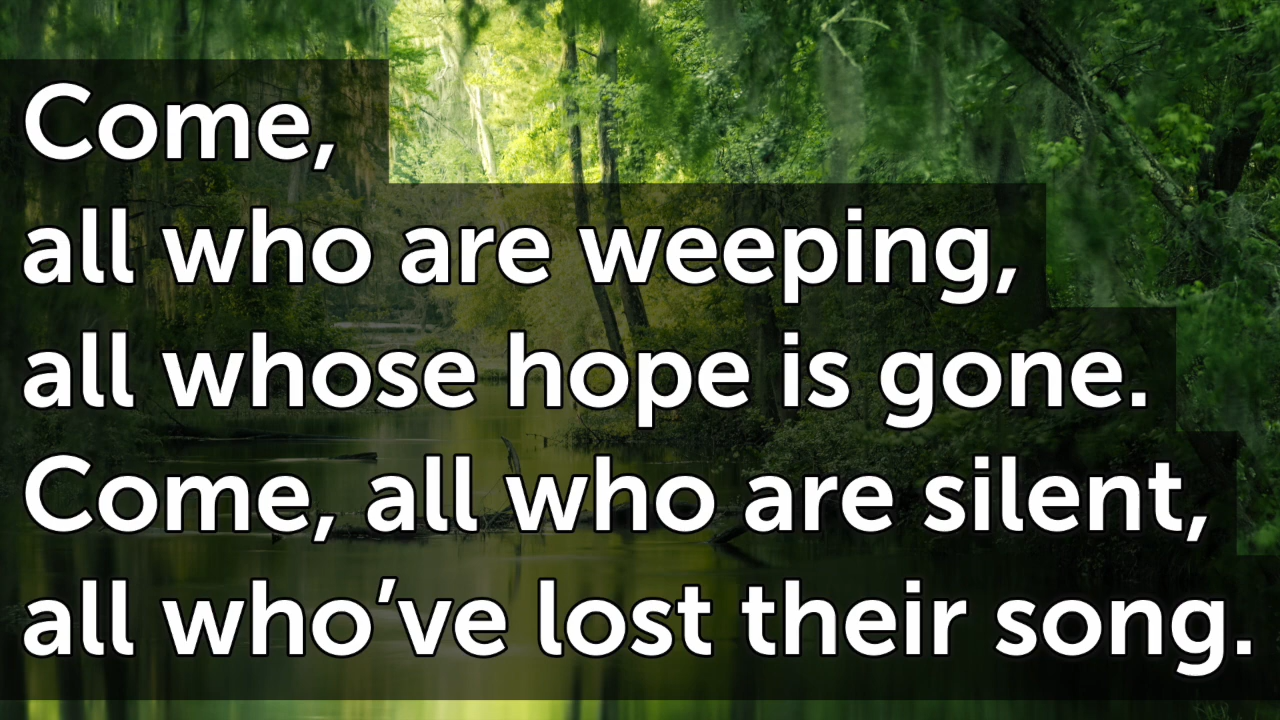 Come,
all who are weeping,
all whose hope is gone.
Come, all who are silent,
all who’ve lost their song.